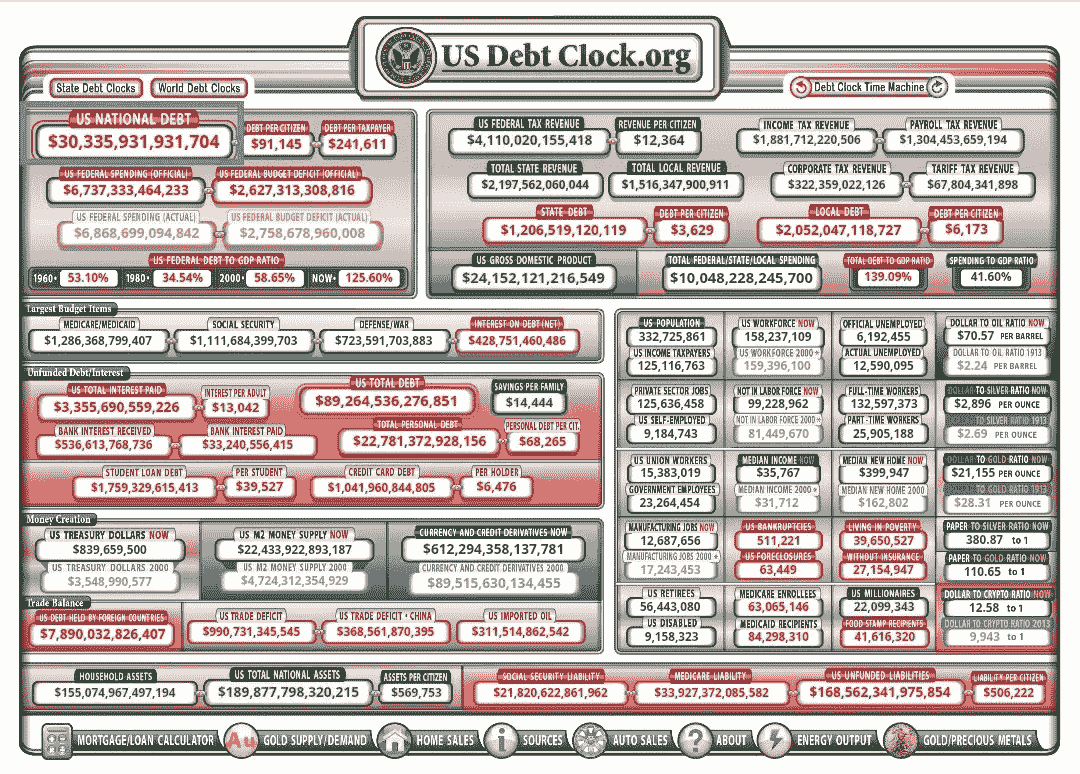 US Debt Clock.org
State Debt Clocks World Debt Clocks
Debt Clock Time Machine
US NATIONAL DEBT
$30,335,931,931,704
DEBT PER CITIZEN
$91,145
DEBT PER TAXPAYER
$241,611
US FEDERAL SPENDING (OFFICIAL)
$6,737,333,464,233
US FEDERAL BUDGET DEFICIT (OFFICIAL)
$2,627,313,308,816
US FEDERAL SPENDING (ACTUAL)
$6,868,699,094,842
US FEDERAL BUDGET DEFICIT (ACTUAL)
$2,758,678,960,008
US FEDERAL DEBT TO GDP RATIO
1960• 53.10% 1980• 34.54% 2000• 58.65% NOW• 125.60%
US FEDERAL TAX REVENUE
$4,110,020,155,418
REVENUE PER CITIZEN
$12,364
INCOME TAX REVENUE
$1,881,712,220,506
PAYROLL TAX REVENUE
$1,304,453,659,194
TOTAL STATE REVENUE
$2,197,562,060,044
TOTAL LOCAL REVENUE
$1,516,347,900,911
CORPORATE TAX REVENUE
$322,359,022,126
TARIFF TAX REVENUE
$67,804,341,898
STATE DEBT
$1,206,519,120,119
DEBT PER CITIZEN
$3,629
LOCAL DEBT
$2,052,047,118,727
DEBT PER CITIZEN
$6,173
US GROSS DOMESTIC PRODUCT
$24,152,121,216,549
TOTAL FEDERAL/STATE/LOCAL SPENDING
$10,048,228,245,700
TOTAL DEBT TO GDP RATIO
139.09%
SPENDING TO GDP RATIO
41.60%
Largest Budget Items
MEDICARE/MEDICAID
$1,286,368,799,407
SOCIAL SECURITY
$1,111,684,399,703
DEFENSE/WAR
$723,591,703,883
INTEREST ON DEBT (NET)
$428,751,460,486
Unfunded Debt/Interest
US TOTAL INTEREST PAID
$3,355,690,559,226
INTEREST PER ADULT
$13,042
US TOTAL DEBT
$89,264,536,276,851
SAVINGS PER FAMILY
$14,444
BANK INTEREST RECEIVED
$536,613,768,736
BANK INTEREST PAID
$33,240,556,415
TOTAL PERSONAL DEBT
$22,781,372,928,156
PERSONAL DEBT PER CIT.
$68,265
STUDENT LOAN DEBT
$1,759,329,615,413
PER STUDENT
$39,527
CREDIT CARD DEBT
$1,041,960,844,805
PER HOLDER
$6,476
Money Creation
US TREASURY DOLLARS NOW
$839,659,500
US TREASURY DOLLARS 2000
$3,548,990,577
US M2 MONEY SUPPLY NOW
$22,433,922,893,187
US M2 MONEY SUPPLY 2000
$4,724,312,354,929
CURRENCY AND CREDIT DERIVATIVES NOW
$612,294,358,137,781
CURRENCY AND CREDIT DERIVATIVES 2000
$89,515,630,134,455
Trade Balance
US DEBT HELD BY FOREIGN COUNTRIES
$7,890,032,826,407
US TRADE DEFICIT
$990,731,345,545
US TRADE DEFICIT • CHINA
$368,561,870,395
US IMPORTED OIL
$311,514,862,542
US POPULATION
332,725,861
US INCOME TAXPAYERS
125,116,763
US WORKFORCE NOW
158,237,109
US WORKFORCE 2000
159,396,100
OFFICIAL UNEMPLOYED
6,192,455
ACTUAL UNEMPLOYED
12,590,095
DOLLAR TO OIL RATIO NOW
$70.57 PER BARREL
DOLLAR TO OIL RATIO 1913
$2.24 PER BARREL
PRIVATE SECTOR JOBS
125,636,458
US SELF-EMPLOYED
9,184,743
NOT IN LABOR FORCE NOW
99,228,962
NOT IN LABOR FORCE 2000
81,449,670
FULL-TIME WORKERS
132,597,373
PART-TIME WORKERS
25,905,188
DOLLAR TO SILVER RATIO NOW
$2,896 PER OUNCE
DOLLAR TO SILVER RATIO 1913
$2.69 PER OUNCE
US UNION WORKERS
15,383,019
GOVERNMENT EMPLOYEES
23,264,454
MEDIAN INCOME NOW
$35,767
MEDIAN INCOME 2000
$31,712
MEDIAN NEW HOME NOW
$399,947
MEDIAN NEW HOME 2000
$162,802
DOLLAR TO GOLD RATIO NOW
$21,155 PER OUNCE
DOLLAR TO GOLD RATIO 1913
$28.31 PER OUNCE
MANUFACTURING JOBS NOW
12,687,656
MANUFACTURING JOBS 2000
17,243,453
US BANKRUPTCIES
511,221
US FORECLOSURES
63,449
LIVING IN POVERTY
39,650,527
WITHOUT INSURANCE
27,154,947
PAPER TO SILVER RATIO NOW
380.87 to 1
PAPER TO GOLD RATIO NOW
110.65 to 1
US RETIREES
56,443,080
US DISABLED
9,158,323
MEDICARE ENROLLEES
63,065,146
MEDICAID RECIPIENTS
84,298,310
US MILLIONAIRES
22,099,343
FOOD STAMP RECIPIENTS
41,616,320
DOLLAR TO CRYPTO RATIO NOW
12.58 to 1
DOLLAR TO CRYPTO RATIO 2013
9,943 to 1
HOUSEHOLD ASSETS
$155,074,967,497,194
US TOTAL NATIONAL ASSETS
$189,877,798,320,215
ASSETS PER CITIZEN
$569,753
SOCIAL SECURITY LIABILITY
$21,820,622,861,962
MEDICARE LIABILITY
$33,927,372,085,582
US UNFUNDED LIABILITIES
$168,562,341,975,854
LIABILITY PER CITIZEN
$506,222
MORTGAGE/LOAN CALCULATOR Au GOLD SUPPLY/DEMAND HOME SALES i SOURCES AUTO SALES ? ABOUT ENERGY OUTPUT GOLD/PRECIOUS METALS